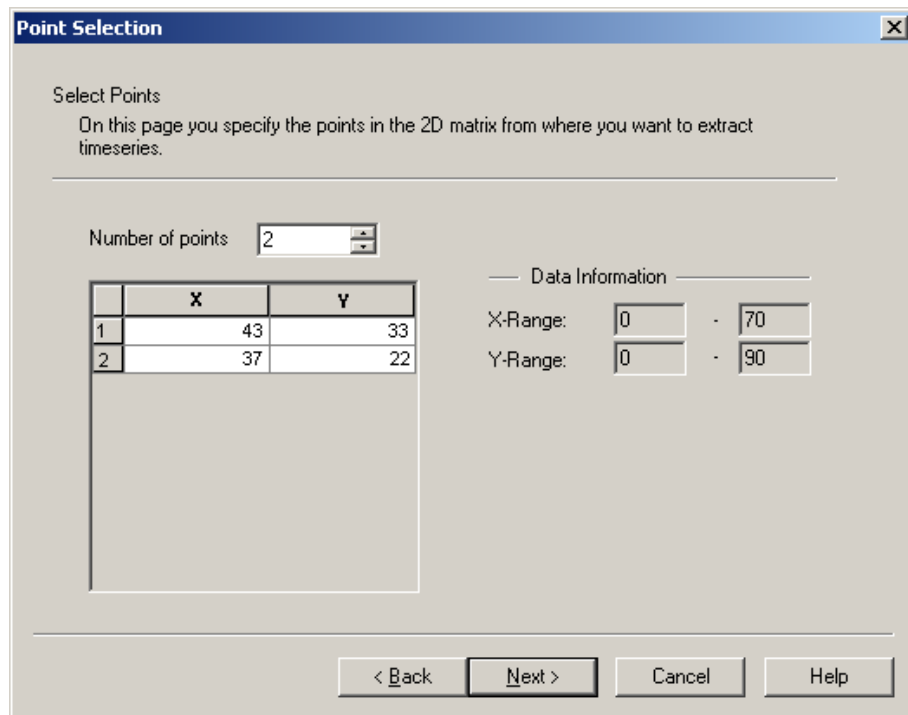 Point Selection
Select Points
On this page you specify the points in the 2D matrix from where you want to extract
timeseries.
Number of points 2
Data Information
X Y
1 43 33
2 37 22
X-Range: 0 - 70
Y-Range: 0 - 90
< Back Next > Cancel Help